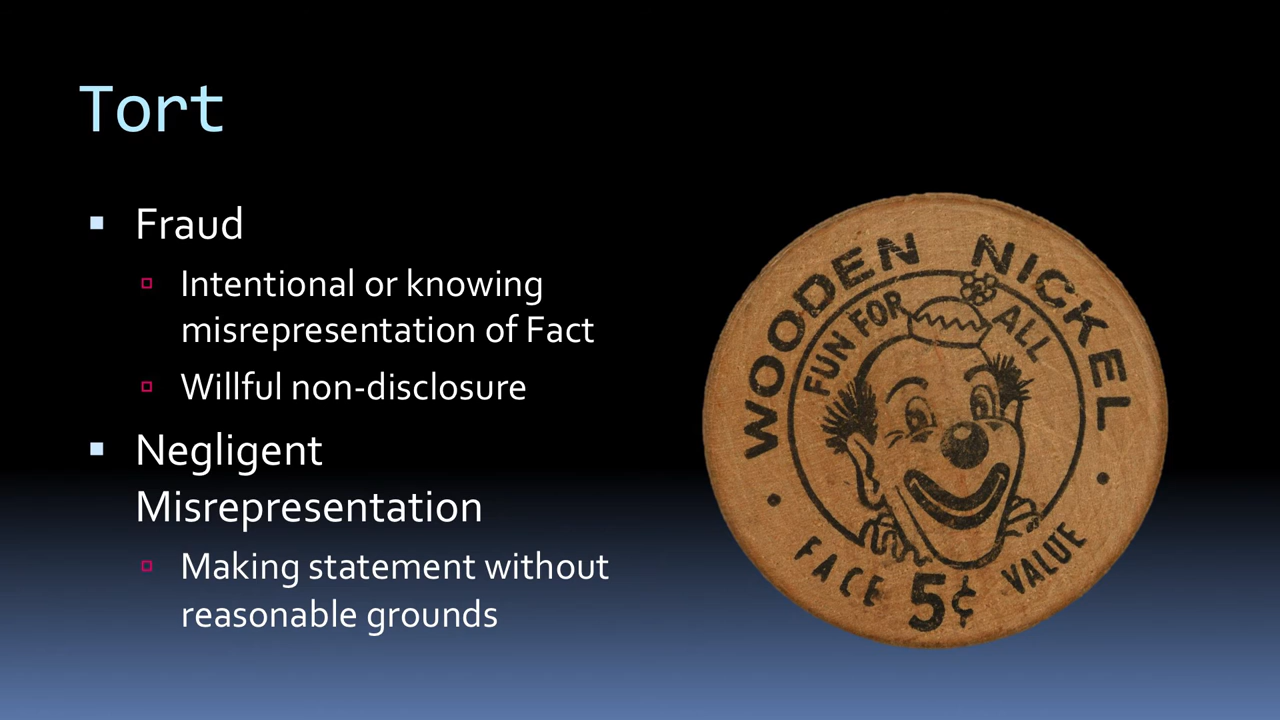 Tort
Fraud
Intentional or knowing
misrepresentation of Fact
Willful non-disclosure
Negligent
Misrepresentation
Making statement without
reasonable grounds
WOODEN NICKEL
FUN FOR ALL
FACE 5¢ VALUE